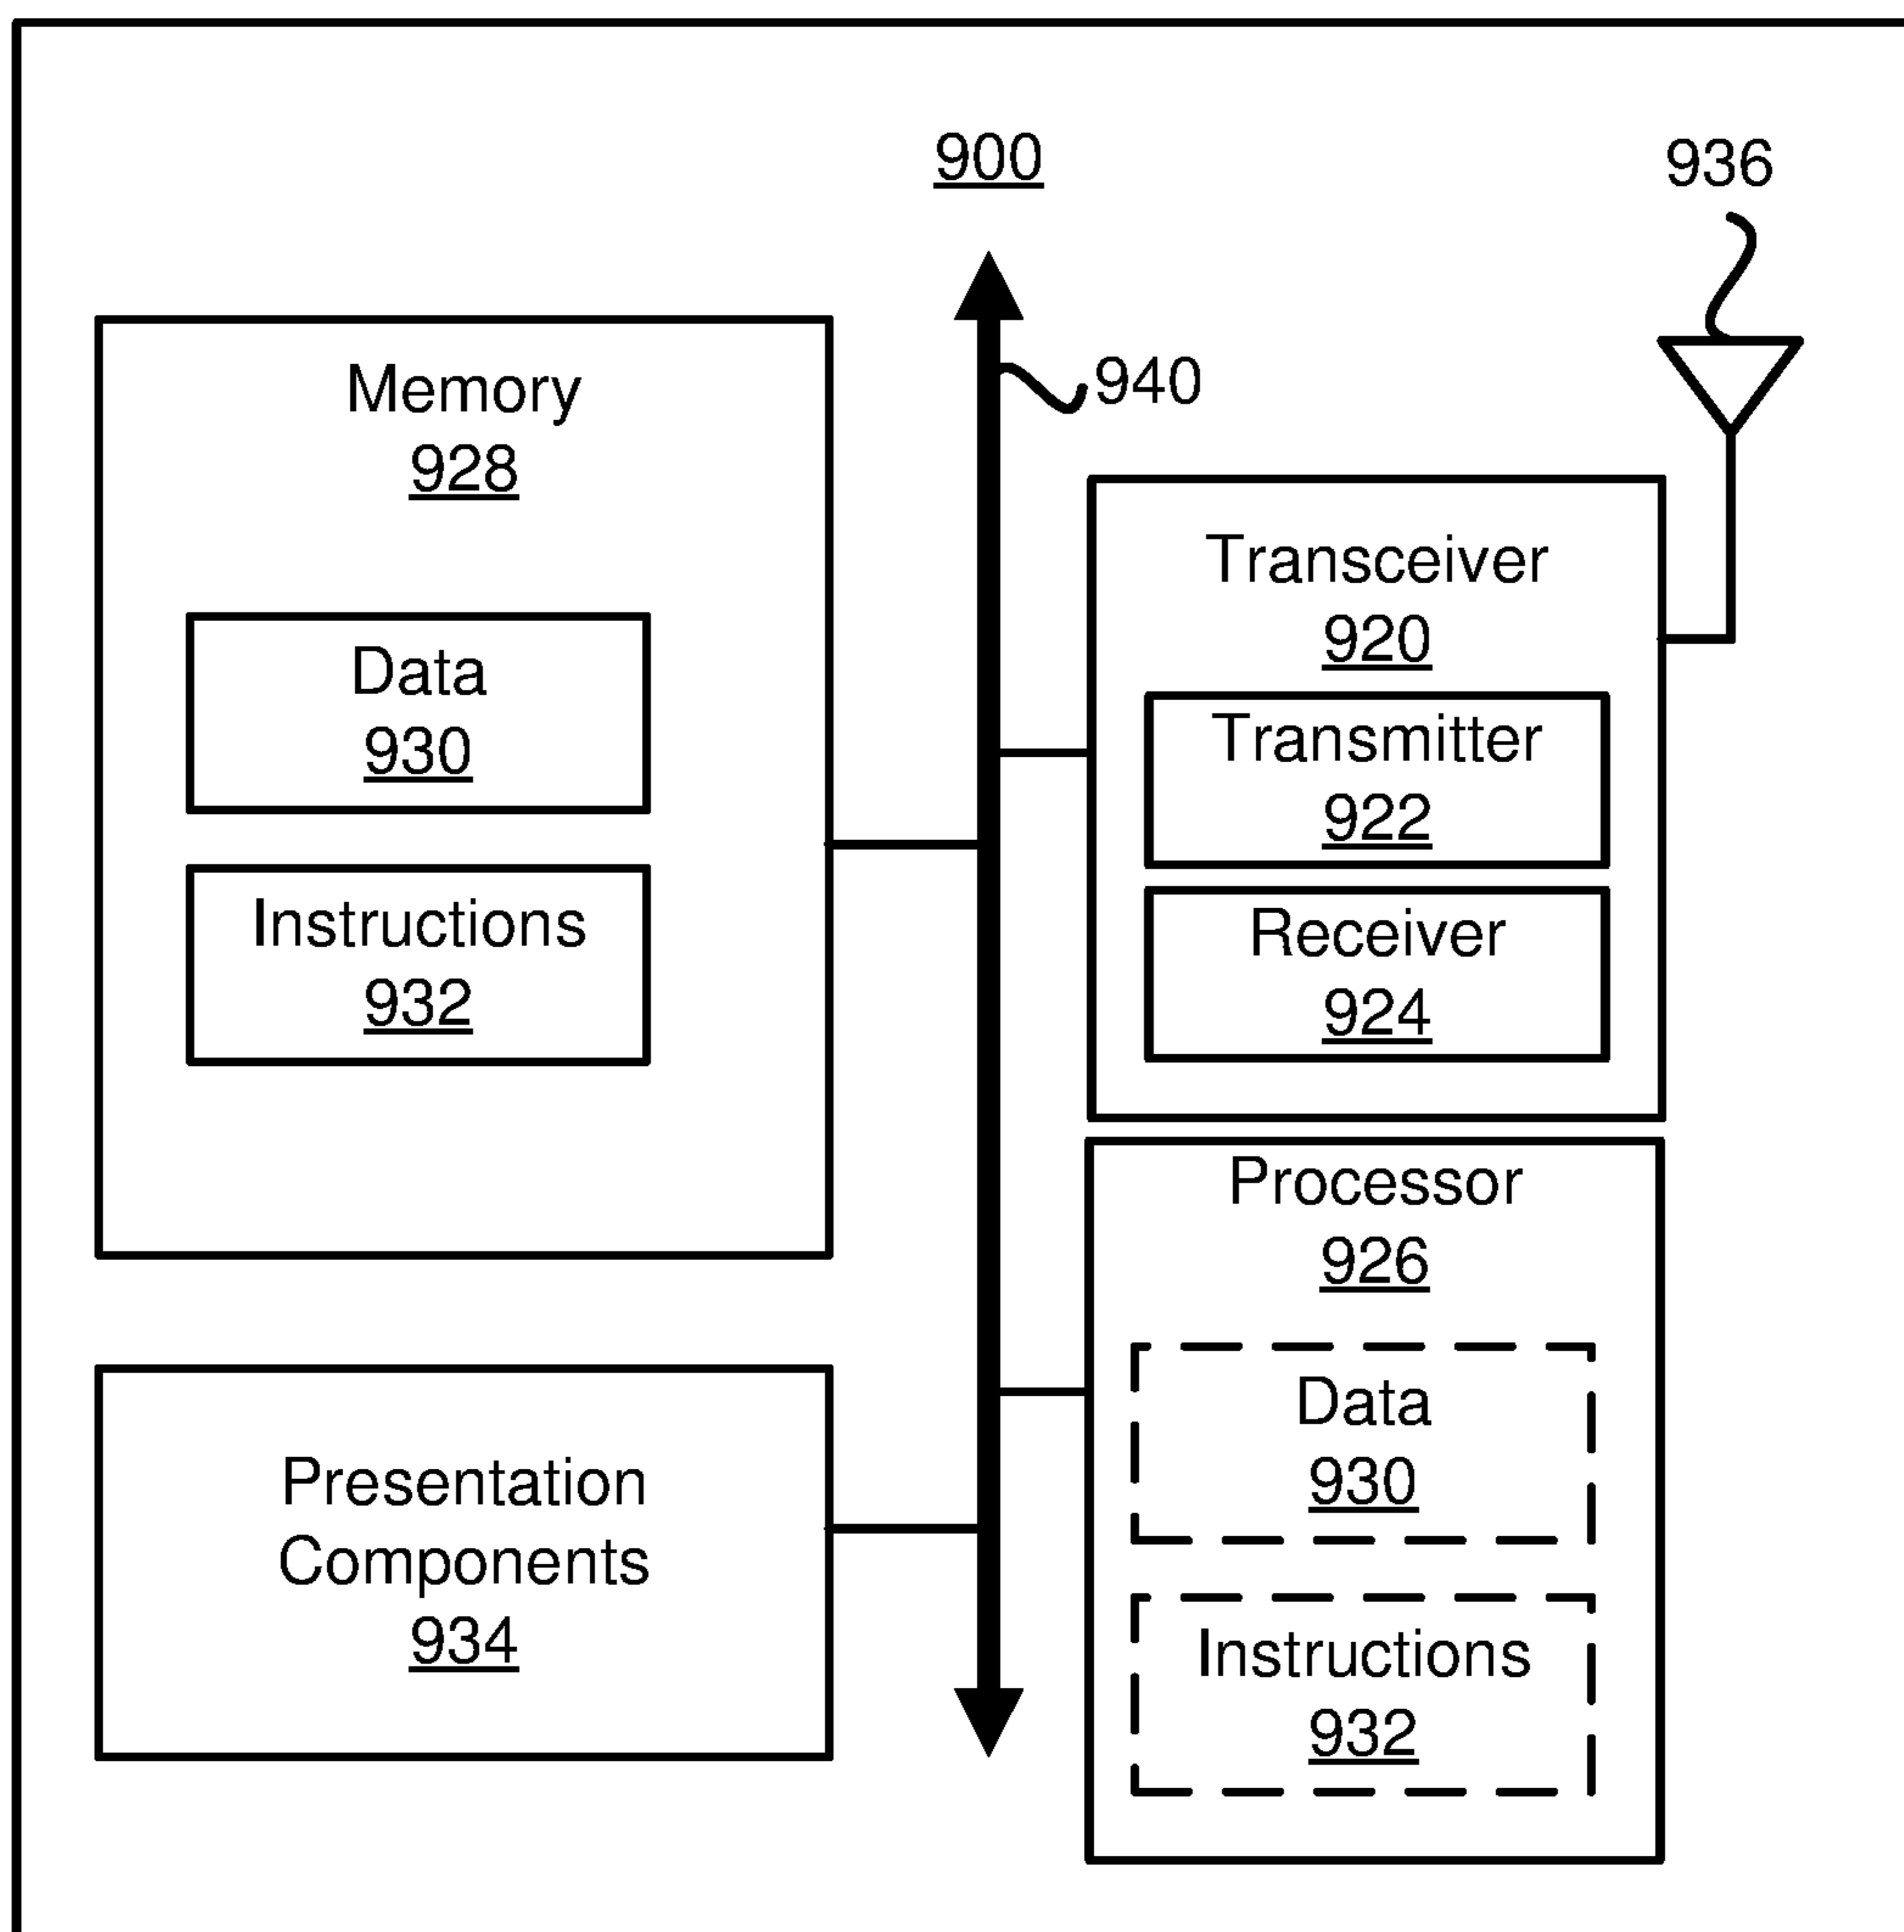 900
936
940
Memory
928
Data
930
Instructions
932
Transceiver
920
Transmitter
922
Receiver
924
Presentation
Components
934
Processor
926
Data
930
Instructions
932